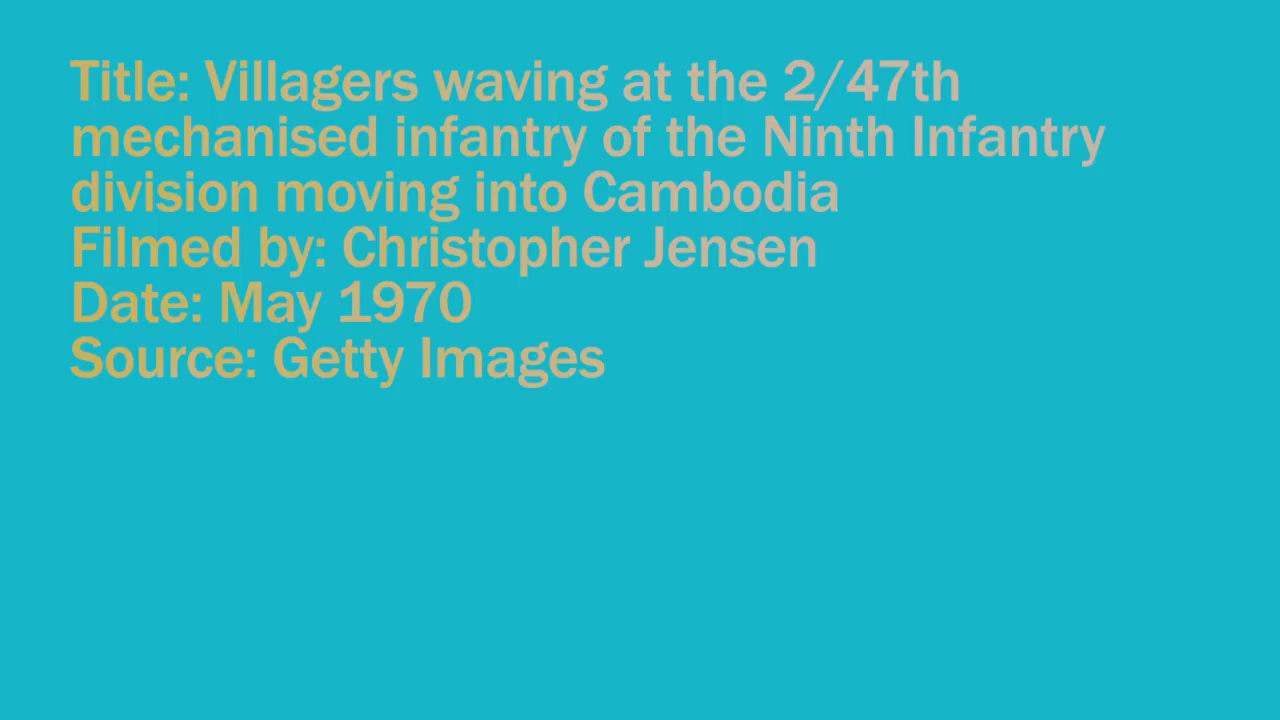 Title: Villagers waving at the 2/47th
mechanised infantry of the Ninth Infantry
division moving into Cambodia
Filmed by: Christopher Jensen
Date: May 1970
Source: Getty Images